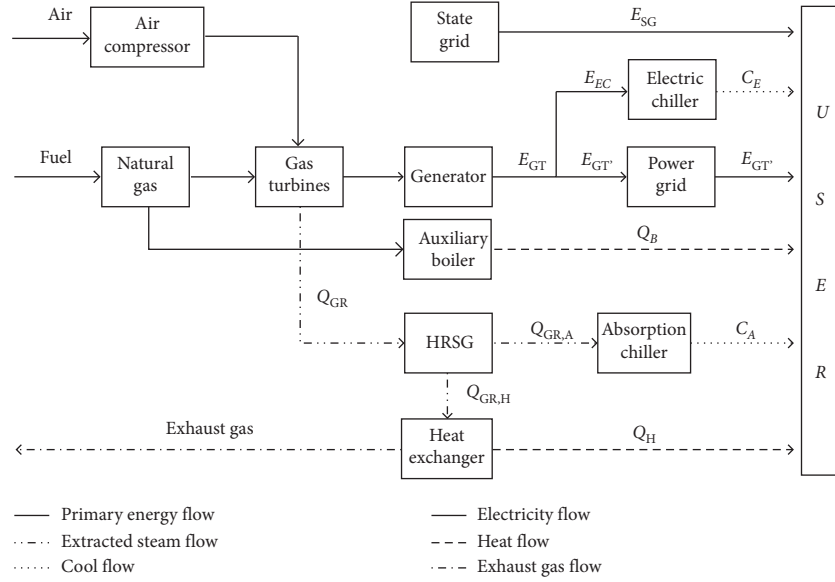 Air
Air
compressor
State
grid
E_SG
E_EC
Electric
chiller
C_E
U
Fuel
Natural
gas
Gas
turbines
Generator
E_GT
E_GT'
Power
grid
E_GT'
S
Auxiliary
boiler
Q_B
E
Q_GR
HRSG
Q_GR,A
Absorption
chiller
C_A
R
Q_GR,H
Exhaust gas
Heat
exchanger
Q_H
Primary energy flow
Electricity flow
Extracted steam flow
Heat flow
Cool flow
Exhaust gas flow